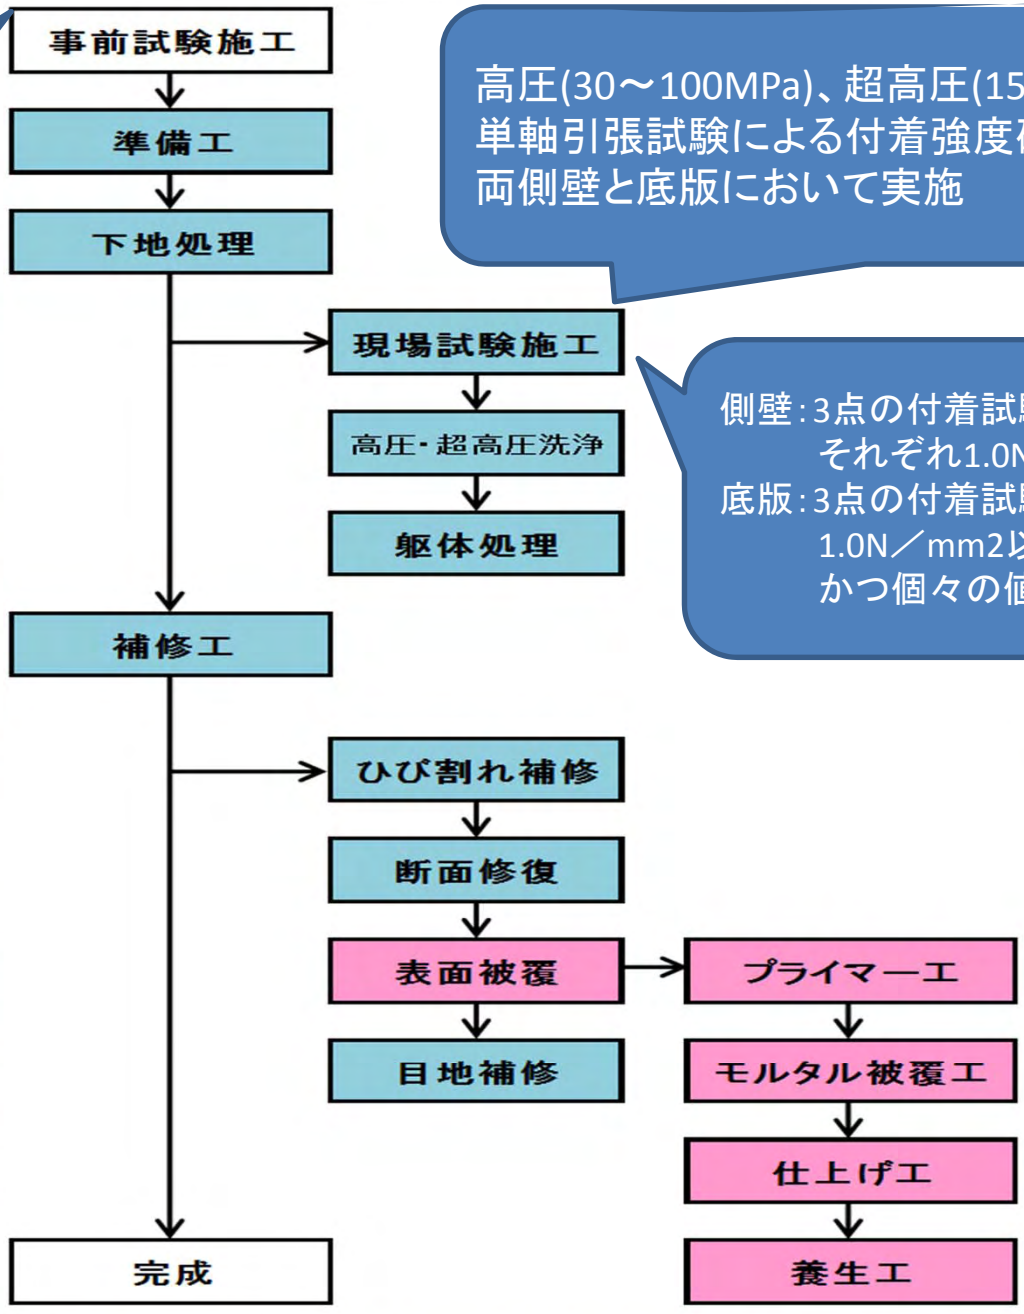 事前試験施工
準備工
下地処理
高圧(30～100MPa)、超高圧(15
単軸引張試験による付着強度
両側壁と底版において実施
現場試験施工
高圧・超高圧洗浄
躯体処理
側壁：3点の付着試
それぞれ1.0N
底版：3点の付着試
1.0N／mm2以
かつ個々の値
補修工
ひび割れ補修
断面修復
表面被覆
目地補修
プライマー工
モルタル被覆工
仕上げ工
養生工
完成